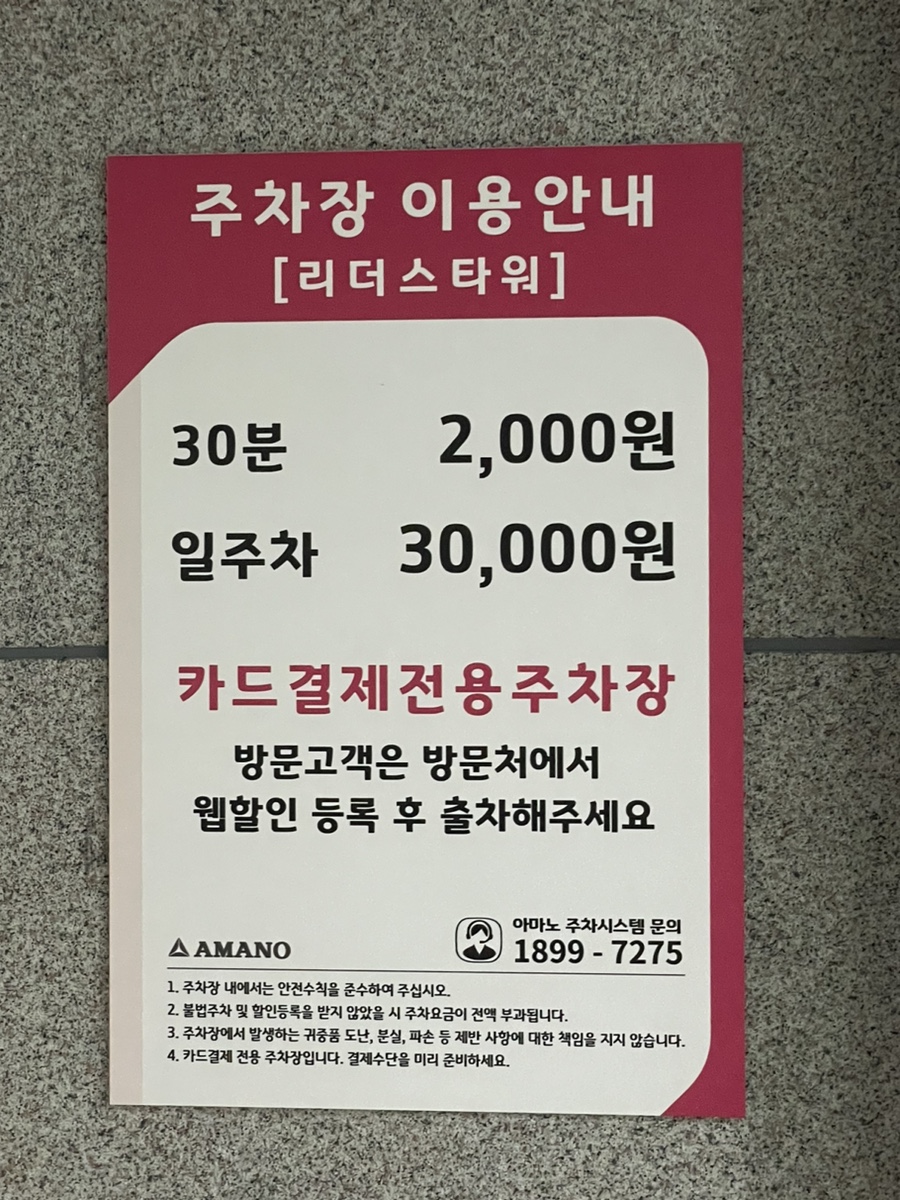 주차장 이용안내
[리더스타워]
30분 2,000원
일주차 30,000원
카드결제전용주차장
방문고객은 방문처에서
웹할인 등록 후 출차해주세요
AMANO
아마노 주차시스템 문의
1899 - 7275
1. 주차장 내에서는 안전수칙을 준수하여 주십시오.
2. 불법주차 및 할인등록을 받지 않았을 시 주차요금이 전액 부과됩니다.
3. 주차장에서 발생하는 귀중품 도난, 분실, 파손 등 제반 사항에 대한 책임을 지지 않습니다.
4. 카드결제 전용 주차장입니다. 결제수단을 미리 준비하세요.